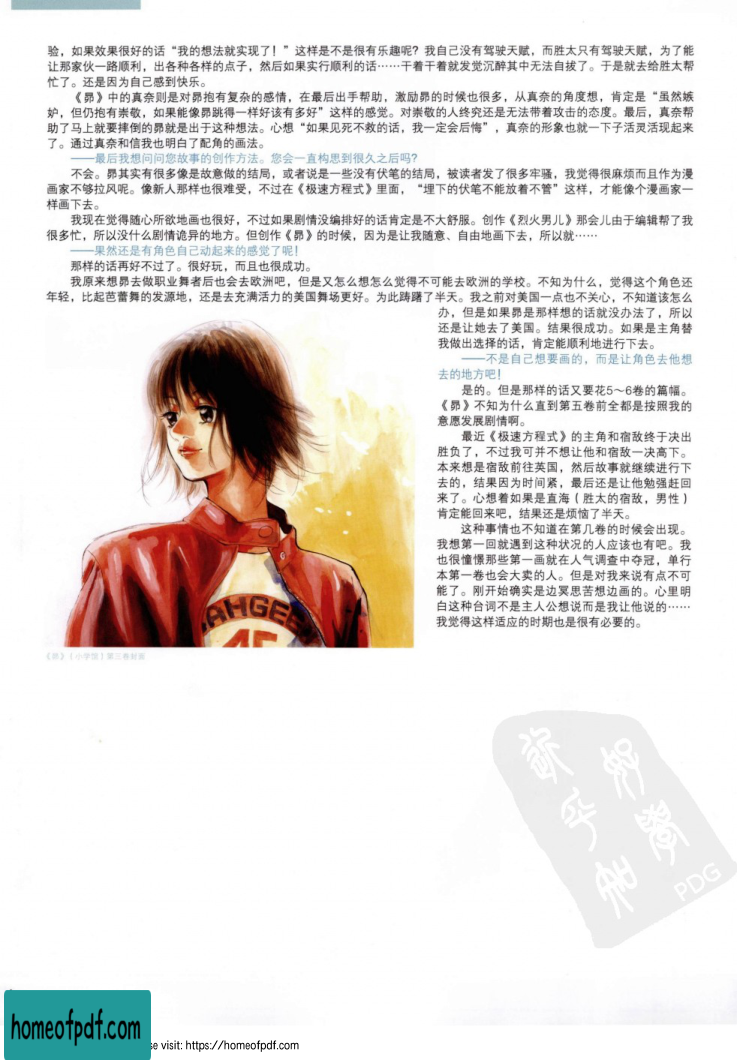 验，如果效果很好的话“我的想法就实现了！”这样是不是很有乐趣呢？我自己没有驾驶天赋，而胜太只有驾驶天赋，为了能
让那家伙一路顺利，出各种各样的点子，然后如果实行顺利的话……干着干着就发觉沉醉其中无法自拔了。于是就去给胜太帮
忙了。还是因为自己感到快乐。
《昴》中的真奈则是对昴抱有复杂的感情，在最后出手帮助，激励昴的时候也很多，从真奈的角度想，肯定是“虽然嫉
妒，但仍抱有崇敬，如果能像昴跳得一样好该有多好”这样的感觉。对崇敬的人终究还是无法带着攻击的态度。最后，真奈帮
助了马上就要摔倒的昴就是出于这种想法。心想“如果见死不救的话，我一定会后悔”，真奈的形象也就一下子活灵活现起来
了。通过真奈和信我也明白了配角的画法。
——最后我想问问您故事的创作方法。您会一直构思到很久之后吗？
不会。昴其实有很多像是故意做的结局，或者说是一些没有伏笔的结局，被读者发了很多牢骚，我觉得很麻烦而且作为漫
画家不够拉风呢。像新人那样也很难受，不过在《极速方程式》里面，“埋下的伏笔不能放着不管”这样，才能像个漫画家一
样画下去。
我现在觉得随心所欲地画也很好，不过如果剧情没编排好的话肯定是不大舒服。创作《烈火男儿》那会儿由于编辑帮了我
很多忙，所以没什么剧情诡异的地方。但创作《昴》的时候，因为是让我随意、自由地画下去，所以就……
——果然还是有角色自己动起来的感觉了呢！
那样的话再好不过了。很好玩，而且也很成功。
我原来想昴去做职业舞者后也会去欧洲吧，但是又怎么想怎么觉得不可能去欧洲的学校。不知为什么，觉得这个角色还
年轻，比起芭蕾舞的发源地，还是去充满活力的美国舞场更好。为此踌躇了半天。我之前对美国一点也不关心，不知道该怎么
办，但是如果昴是那样想的话就没办法了，所以
还是让她去了美国。结果很成功。如果是主角替
我做出选择的话，肯定能顺利地进行下去。
——不是自己想要画的，而是让角色去他想
去的地方吧！
是的。但是那样的话又要花5～6卷的篇幅。
《昴》不知为什么直到第五卷前全都是按照我的
意愿发展剧情啊。
最近《极速方程式》的主角和宿敌终于决出
胜负了，不过我可并不想让他和宿敌一决高下。
本来想是宿敌前往英国，然后故事就继续进行下
去的，结果因为时间紧，最后还是让他勉强赶回
来了。心想着如果是直海（胜太的宿敌，男性）
肯定能回来吧，结果还是烦恼了半天。
这种事情也不知道在第几卷的时候会出现。
我想第一回就遇到这种状况的人应该也有吧。我
也很憧憬那些第一画就在人气调查中夺冠，单行
本第一卷也会大卖的人。但是对我来说有点不可
能了。刚开始确实是边冥思苦想边画的。心里明
白这种台词不是主人公想说而是我让他说的……
我觉得这样适应的时期也是很有必要的。
AHGEE
45
《昴》（小学馆）第三卷封面
PDG
homeofpdf.com
se visit: https://homeofpdf.com